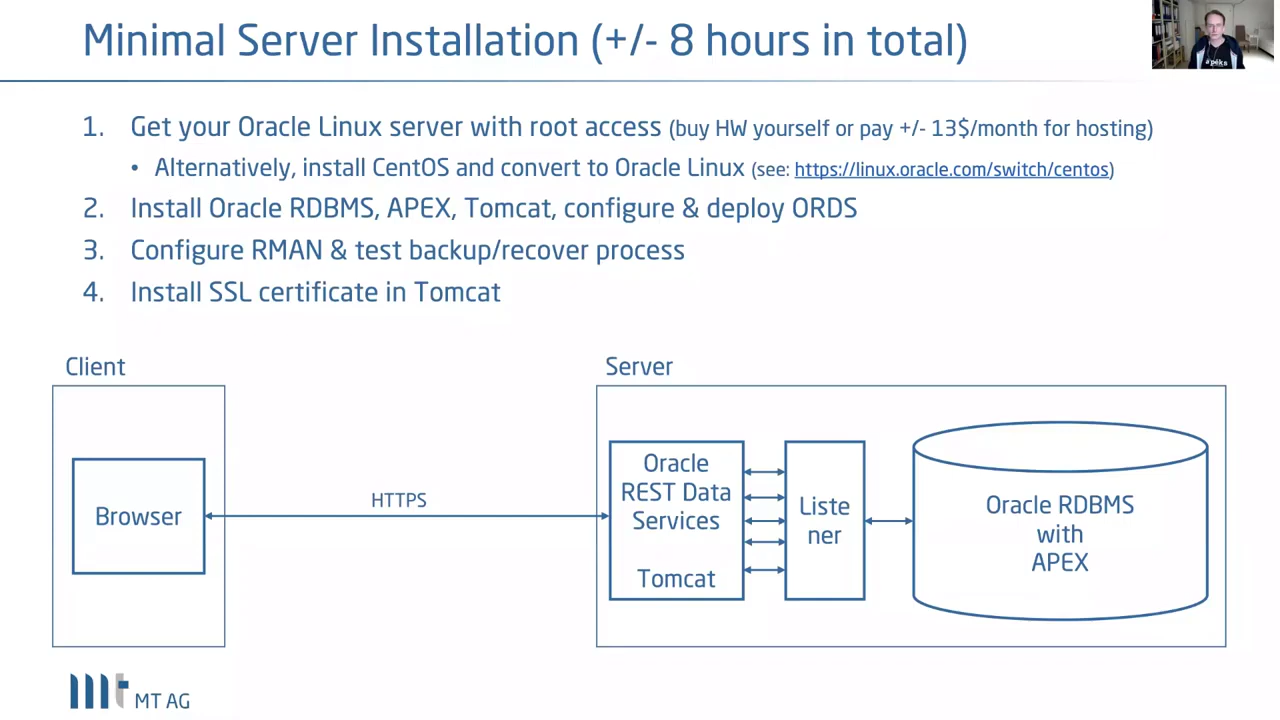 Minimal Server Installation (+/- 8 hours in total)
1. Get your Oracle Linux server with root access (buy HW yourself or pay +/- 13$/month for hosting)
• Alternatively, install CentOS and convert to Oracle Linux (see: https://linux.oracle.com/switch/centos)
2. Install Oracle RDBMS, APEX, Tomcat, configure & deploy ORDS
3. Configure RMAN & test backup/recover process
4. Install SSL certificate in Tomcat
Client
Server
Browser
HTTPS
Oracle
REST Data
Services
Tomcat
Liste
ner
Oracle RDBMS
with
APEX
mt MT AG